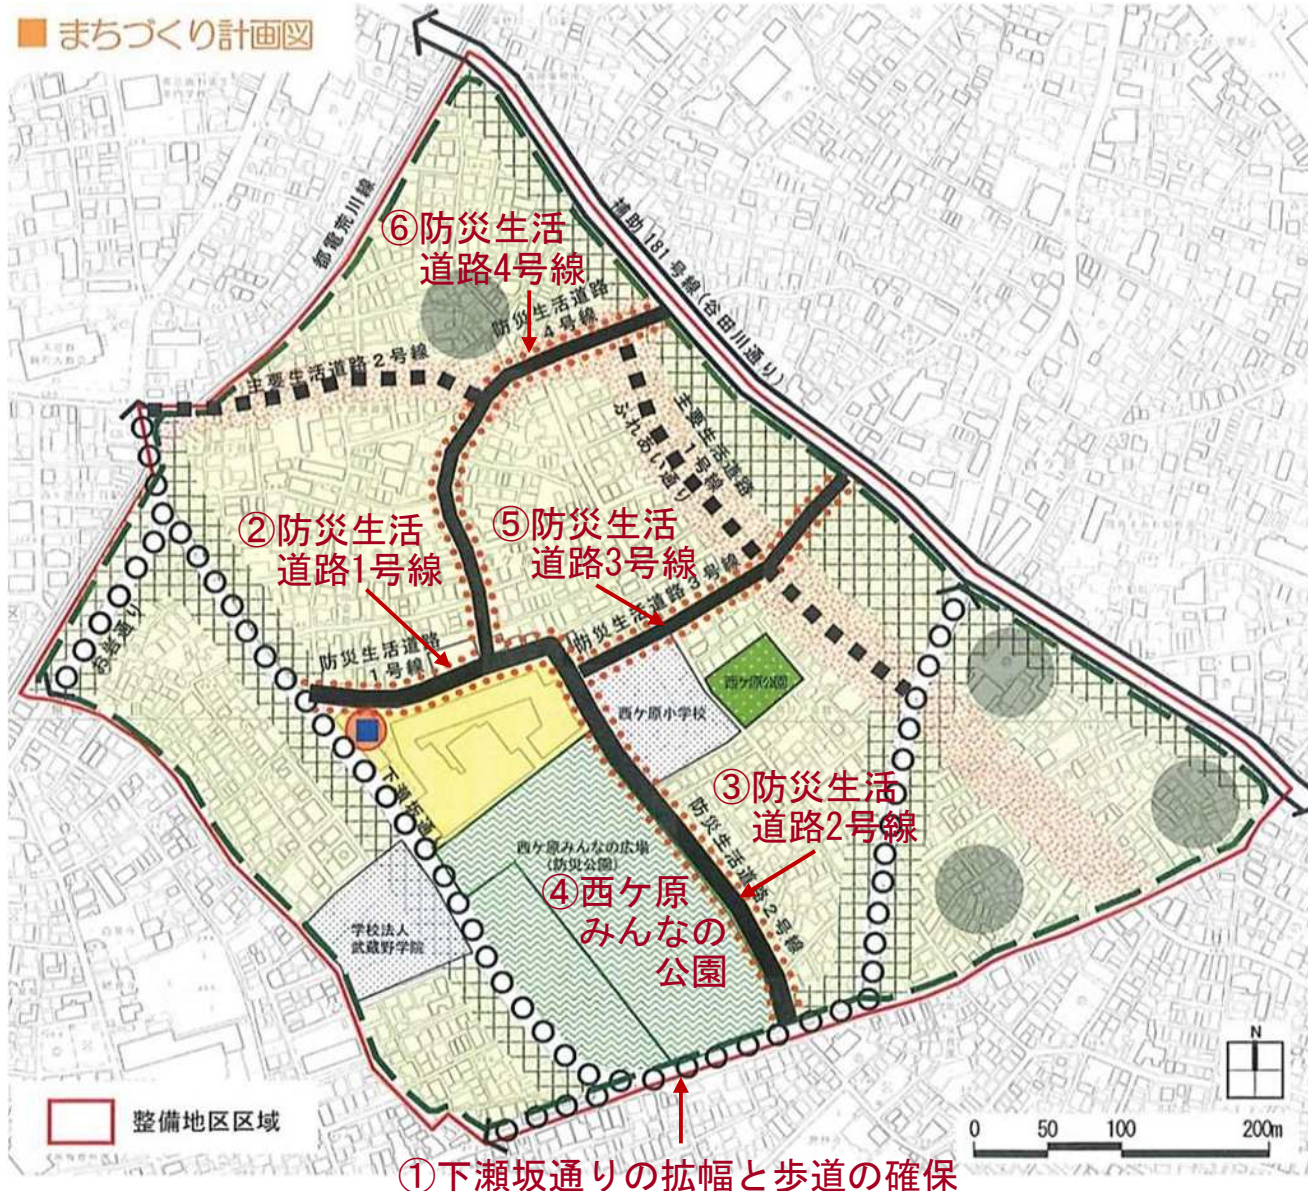 まちづくり計画図
都電荒川線
補助181号線(谷田川通り)
⑥防災生活
道路4号線
防災生活道路
4号線
主要生活道路2号線
主要生活道路
1号線
ふれあい通り
②防災生活
道路1号線
⑤防災生活
道路3号線
防災生活道路3号線
お岩通り
防災生活道路
1号線
西ケ原公園
西ケ原小学校
下瀬坂通
③防災生活
道路2号線
防災生活道路2号線
西ケ原みんなの広場
(防災公園)
④西ケ原
みんなの
公園
学校法人
武蔵野学院
N
整備地区区域
0 50 100 200m
①下瀬坂通りの拡幅と歩道の確保